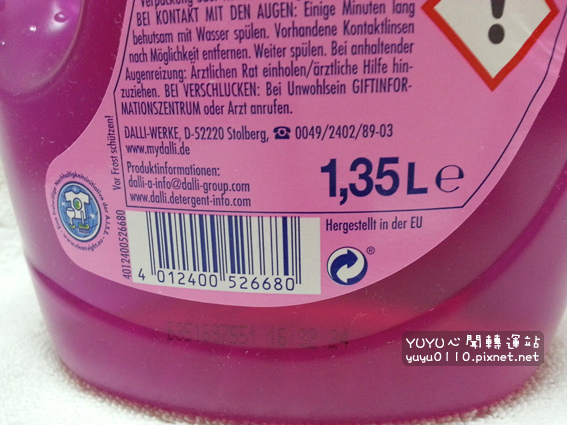 BEI KONTAKT MIT DEN AUGEN: Einige Minuten lang
behutsam mit Wasser spülen. Vorhandene Kontaktlinsen
nach Möglichkeit entfernen. Weiter spülen. Bei anhaltender
Augenreizung: Ärztlichen Rat einholen/ärztliche Hilfe hin-
zuziehen. BEI VERSCHLUCKEN: Bei Unwohlsein GIFTINFOR-
MATIONSZENTRUM oder Arzt anrufen.
DALLI-WERKE, D-52220 Stolberg, ☎ 0049/2402/89-03
www.mydalli.de
Produktinformationen:
dalli-a-info@dalli-group.com
www.dalli.detergent-info.com
1,35 L e
Vor Frost schützen!
Hergestellt in der EU
4012400526680
4 012400 526680
®
YUYU心聞轉運站
yuyu0110.pixnet.net